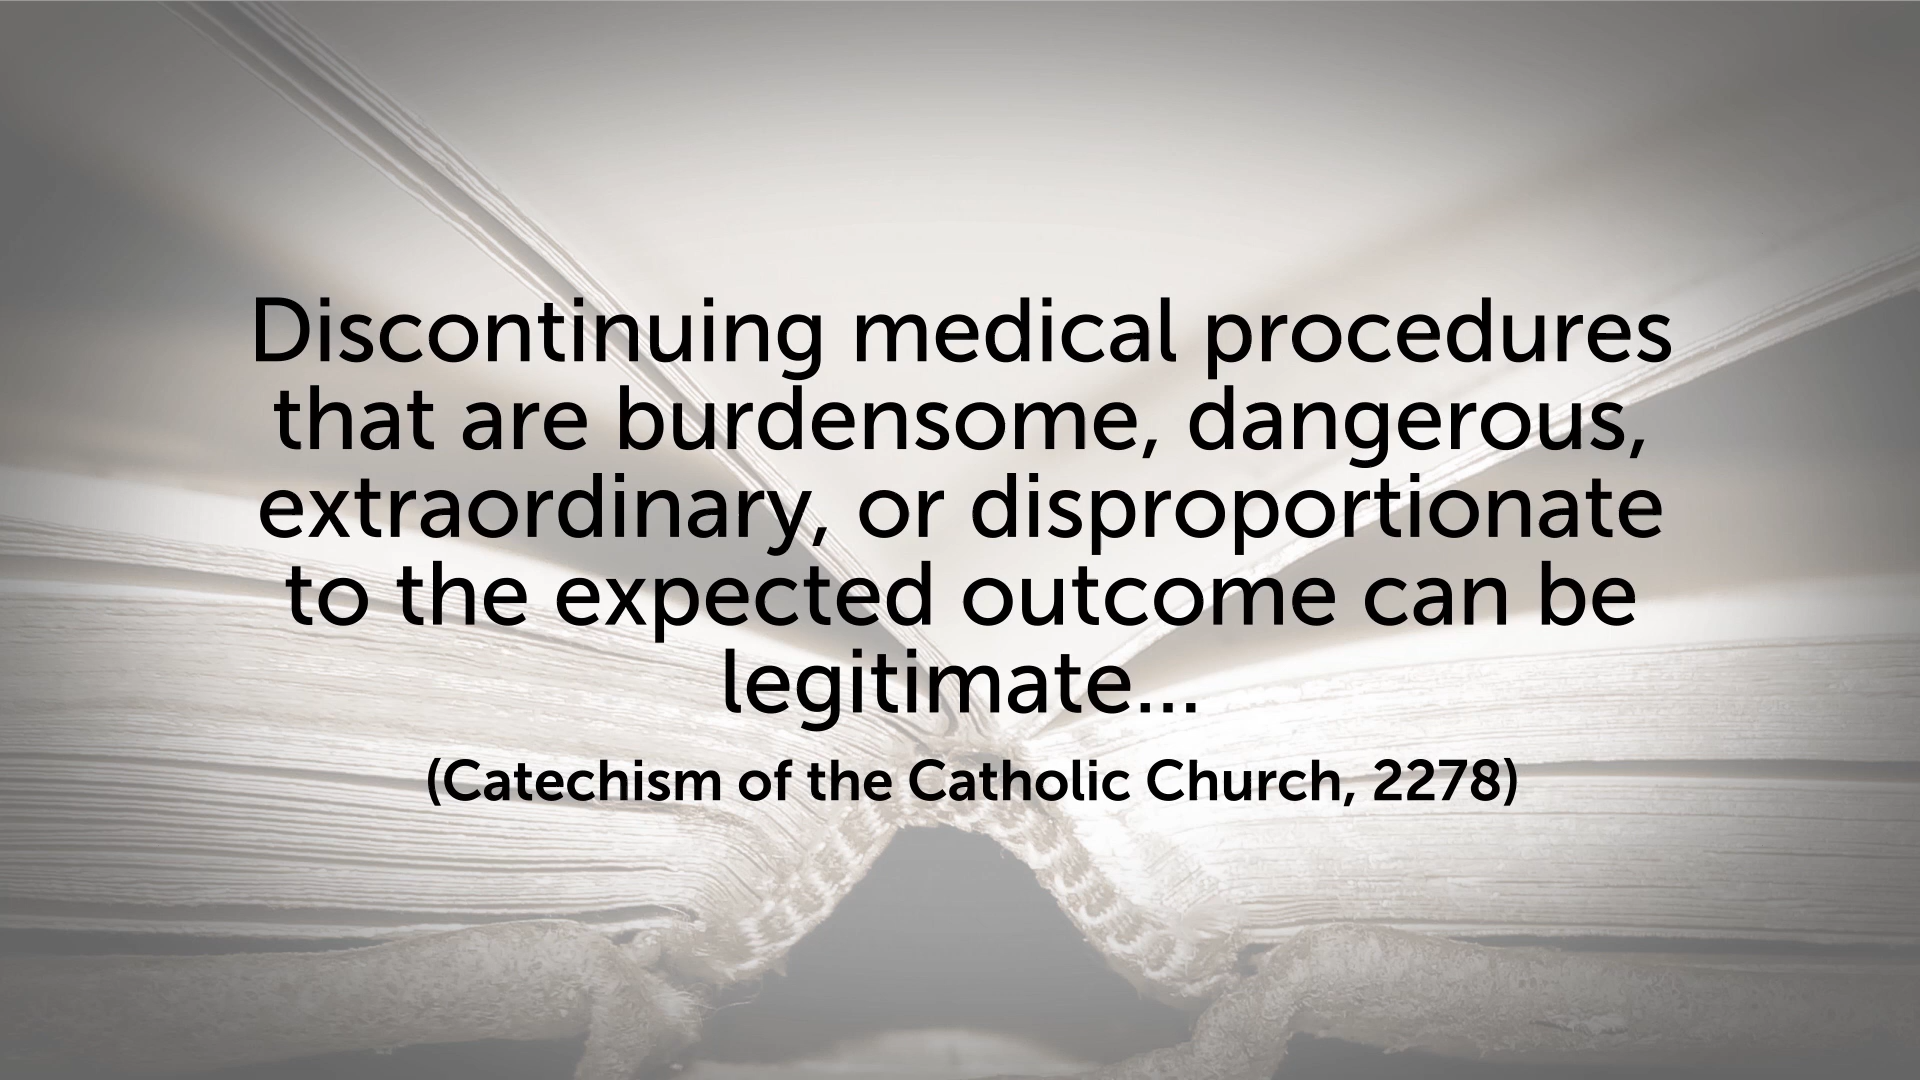 Discontinuing medical procedures
that are burdensome, dangerous,
extraordinary, or disproportionate
to the expected outcome can be
legitimate...
(Catechism of the Catholic Church, 2278)